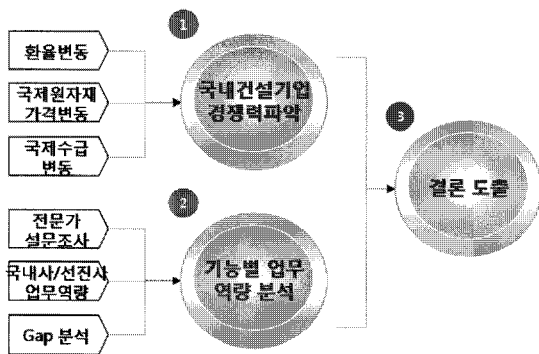 1
환율변동
국제원자재
가격변동
국제수급
변동
국내건설기업
경쟁력파악
2
전문가
설문조사
국내사/선진사
업무역량
Gap 분석
기능별 업무
역량 분석
3
결론 도출